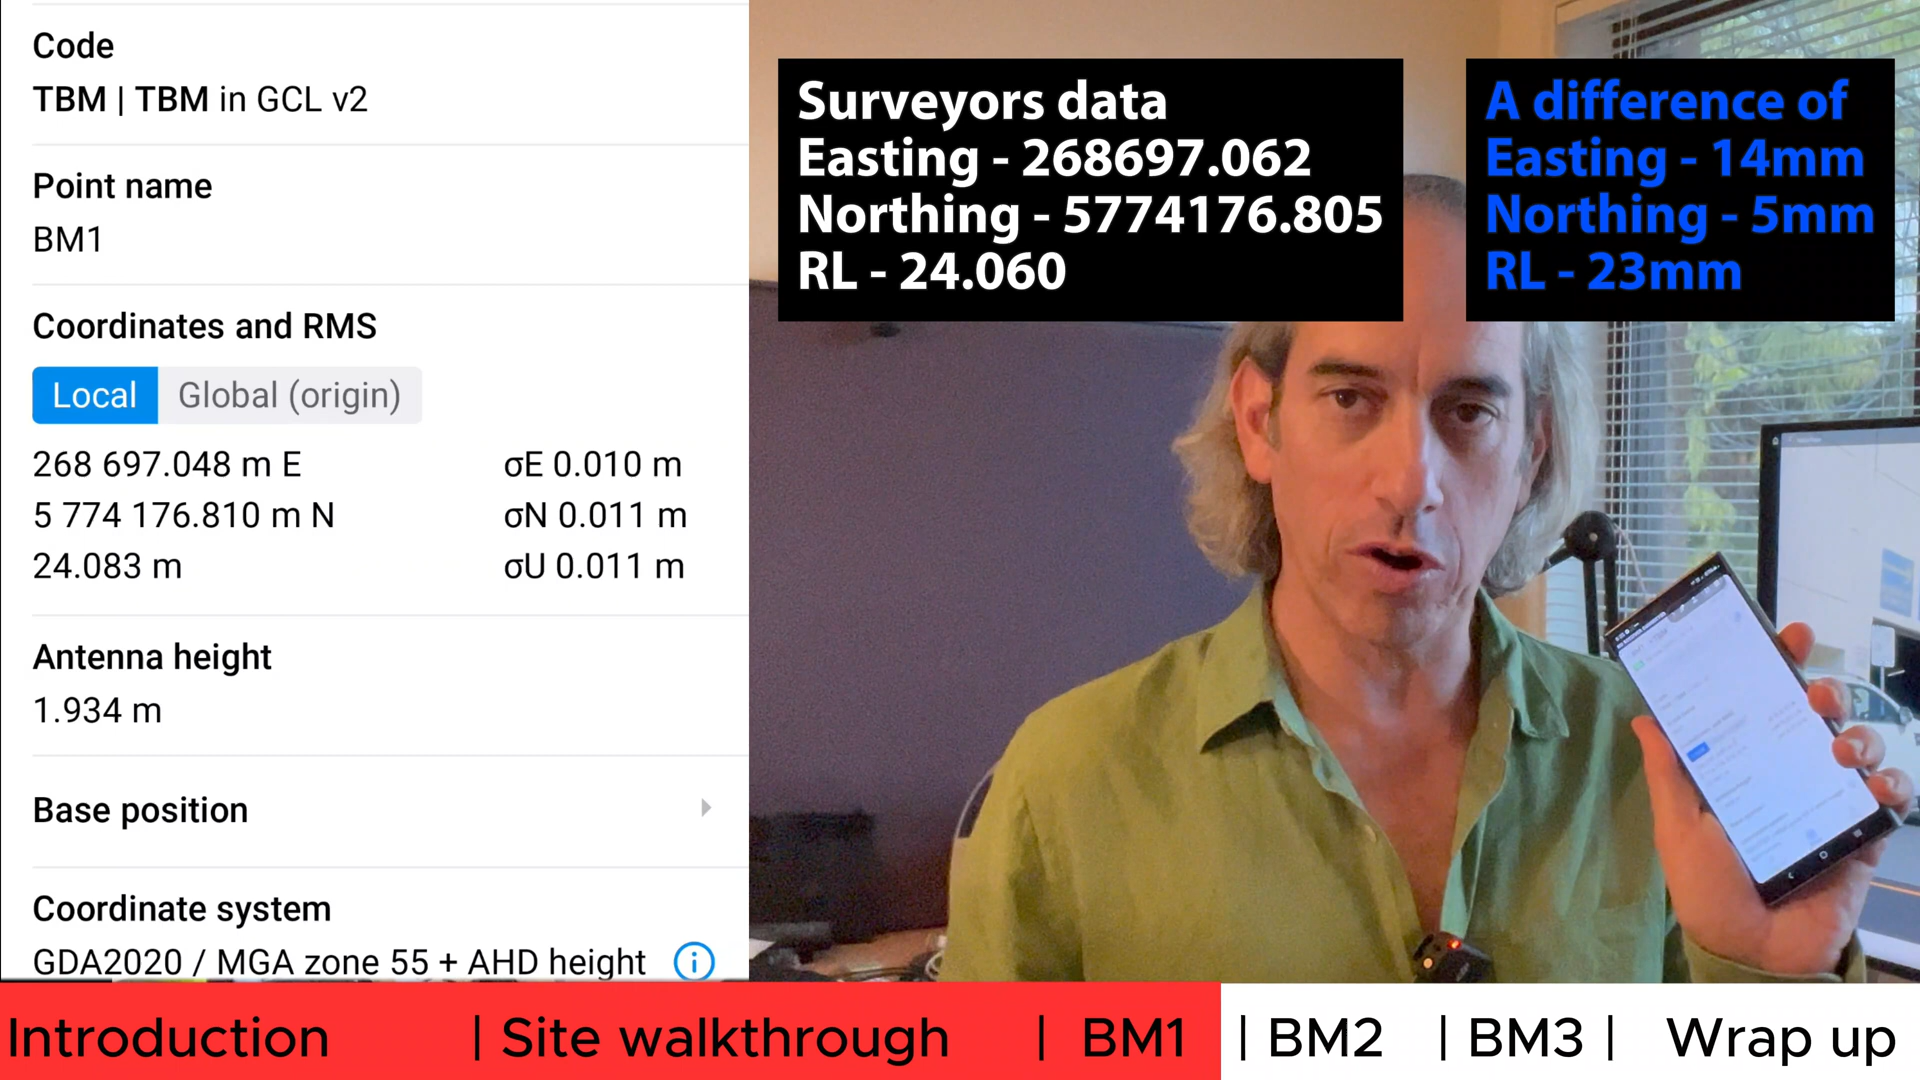 Code
TBM | TBM in GCL v2
Point name
BM1
Coordinates and RMS
Local Global (origin)
268 697.048 m E σE 0.010 m
5 774 176.810 m N σN 0.011 m
24.083 m σU 0.011 m
Antenna height
1.934 m
Base position
Coordinate system
GDA2020 / MGA zone 55 + AHD height
Surveyors data
Easting - 268697.062
Northing - 5774176.805
RL - 24.060
A difference of
Easting - 14mm
Northing - 5mm
RL - 23mm
Introduction | Site walkthrough | BM1 | BM2 | BM3 | Wrap up